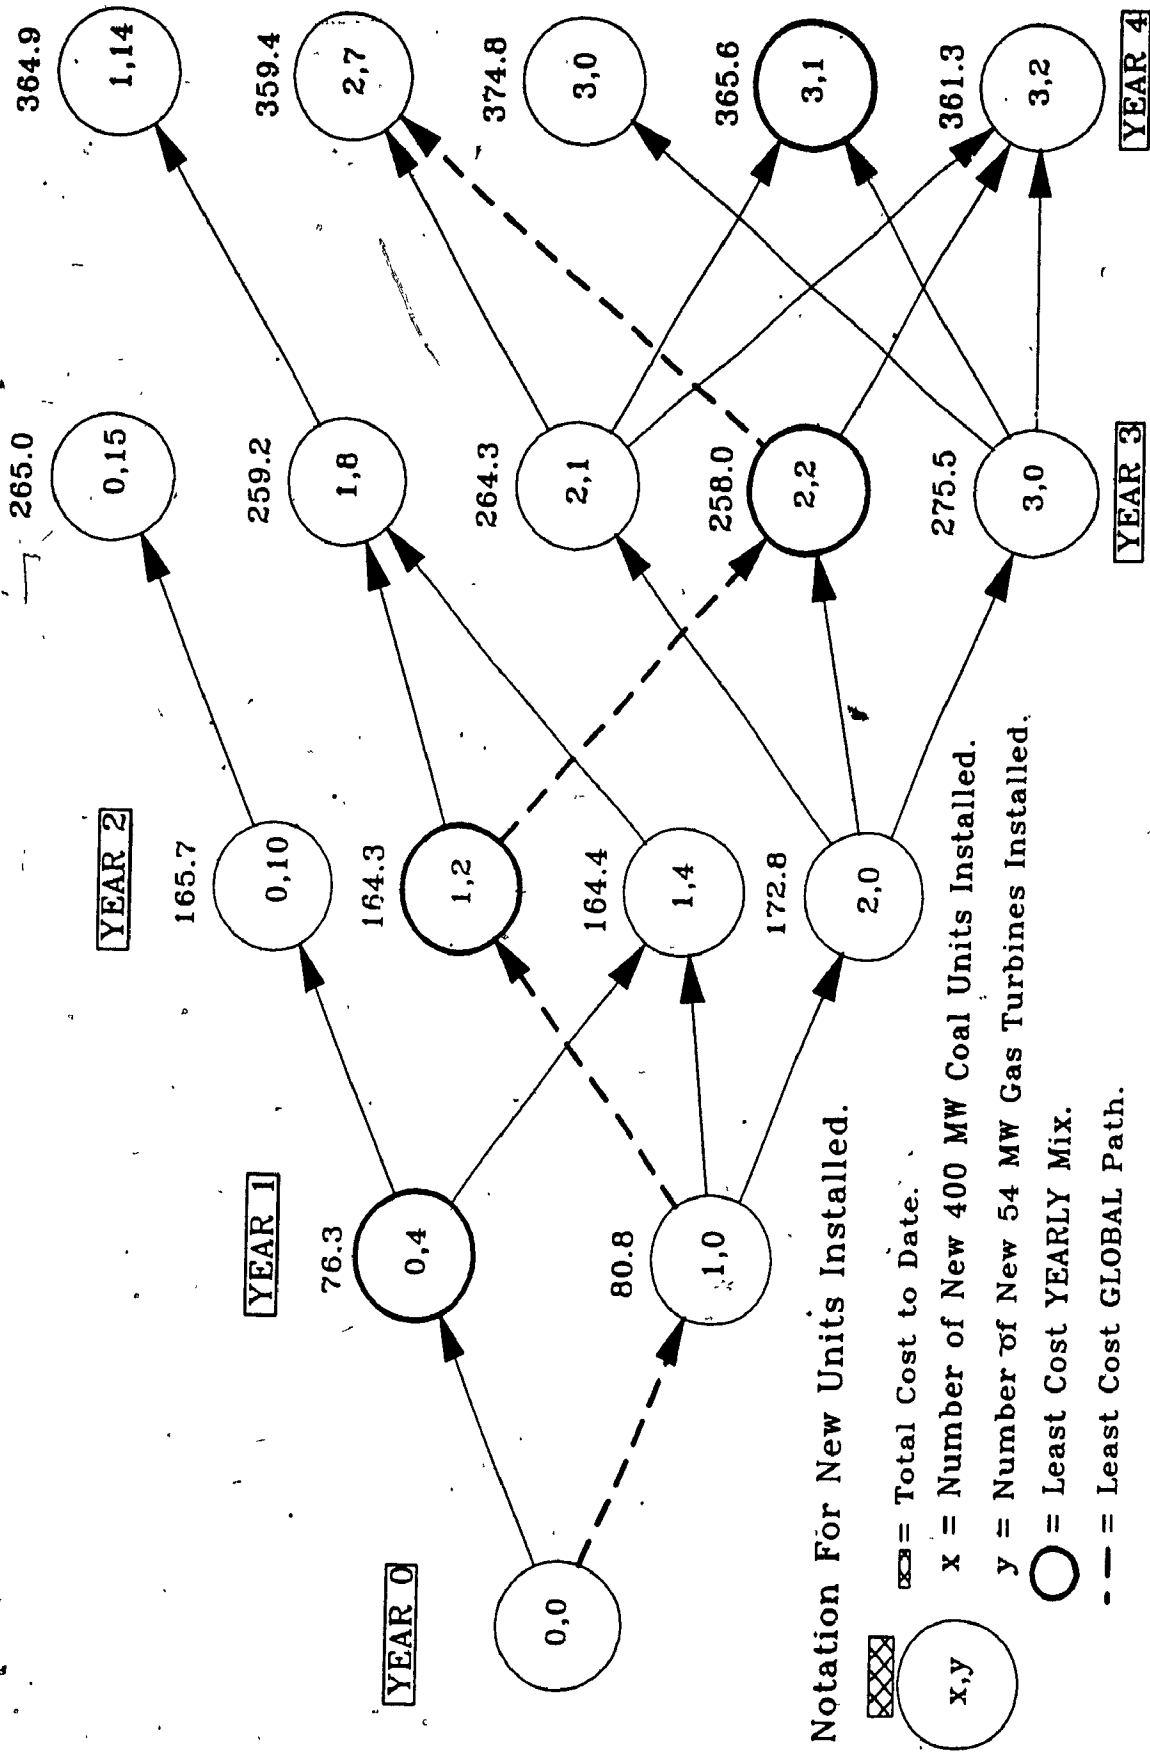 YEAR 0
0,0
YEAR 1
76.3
0,4
80.8
1,0
YEAR 2
165.7
0,10
164.3
1,2
164.4
1,4
172.8
2,0
265.0
0,15
259.2
1,8
264.3
2,1
258.0
2,2
275.5
3,0
YEAR 3
364.9
1,14
359.4
2,7
374.8
3,0
365.6
3,1
361.3
3,2
YEAR 4
Notation For New Units Installed.
= Total Cost to Date.
x,y
x = Number of New 400 MW Coal Units Installed.
y = Number of New 54 MW Gas Turbines Installed.
= Least Cost YEARLY Mix.
= Least Cost GLOBAL Path.